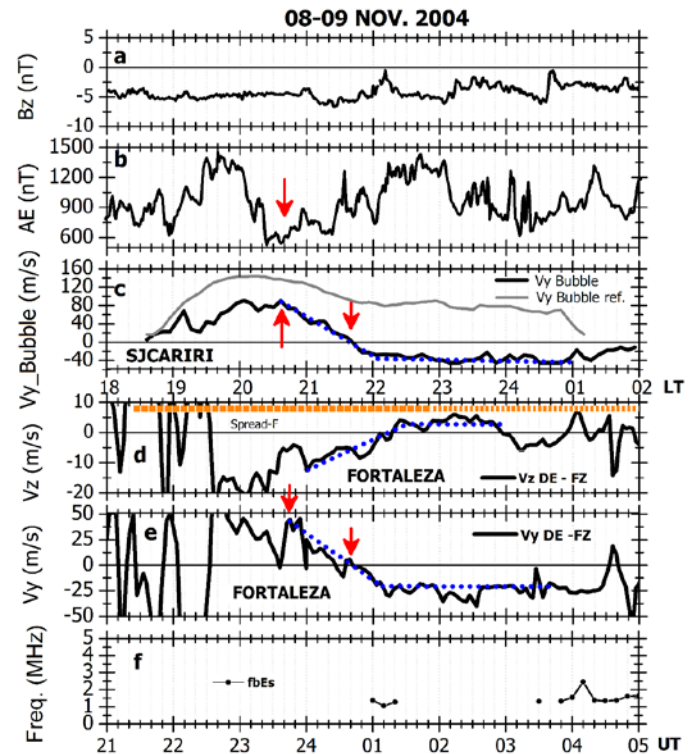 08-09 NOV. 2004
a
Bz (nT)
5
0
-5
-10
b
AE (nT)
1500
1200
900
600
c
Vy_Bubble (m/s)
160
120
80
40
0
-40
Vy Bubble
Vy Bubble ref.
SJCARIRI
18 19 20 21 22 23 24 01 02 LT
d
Vz (m/s)
10
0
-10
-20
Spread-F
FORTALEZA
Vz DE - FZ
e
Vy (m/s)
50
25
0
-25
-50
Vy DE -FZ
FORTALEZA
f
Freq. (MHz)
5
4
3
2
1
0
fbEs
21 22 23 24 01 02 03 04 05 UT